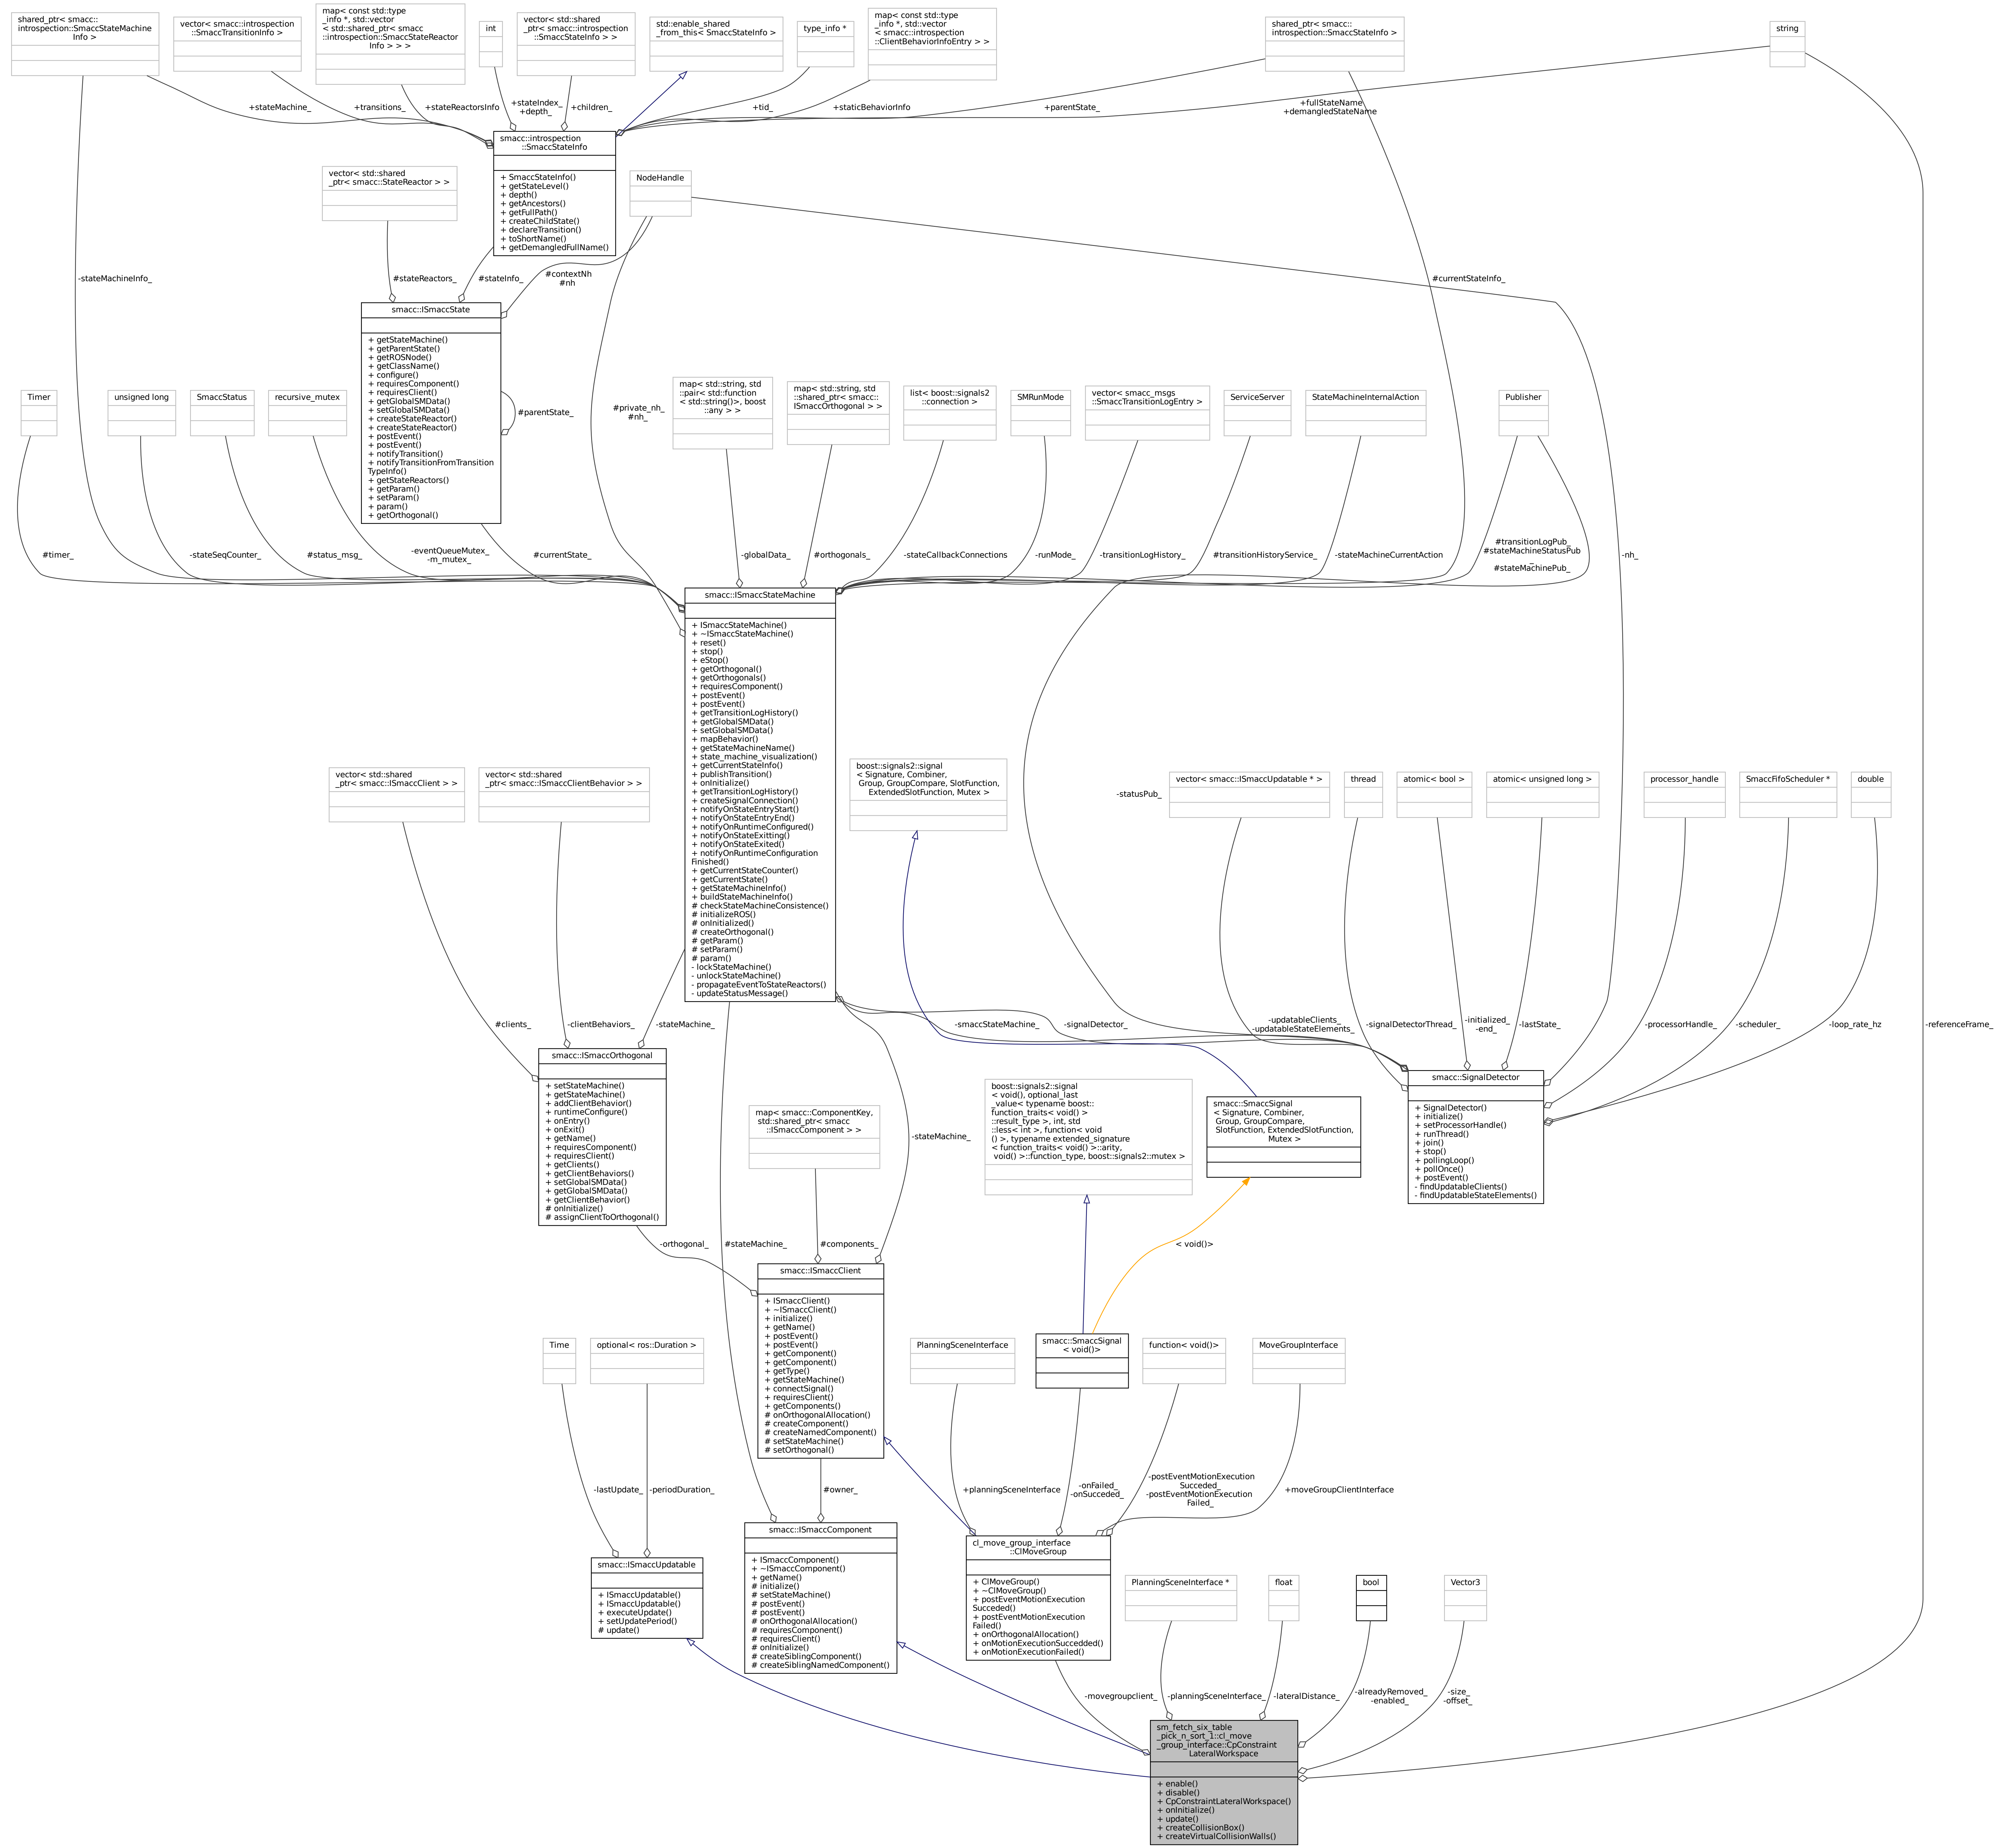 shared_ptr< smacc::
introspection::SmaccStateMachine
Info >
vector< smacc::introspection
::SmaccTransitionInfo >
map< const std::type
_info *, std::vector
< std::shared_ptr< smacc
::introspection::SmaccStateReactor
Info > > >
int
vector< std::shared
_ptr< smacc::introspection
::SmaccStateInfo > >
std::enable_shared
_from_this< SmaccStateInfo >
type_info *
map< const std::type
_info *, std::vector
< smacc::introspection
::ClientBehaviorInfoEntry > >
shared_ptr< smacc::
introspection::SmaccStateInfo >
string
+stateMachine_
+transitions_
+stateReactorsInfo
+stateIndex_
+depth_
+children_
+tid_
+staticBehaviorInfo
+parentState_
+fullStateName
+demangledStateName
smacc::introspection
::SmaccStateInfo
+ SmaccStateInfo()
+ getStateLevel()
+ depth()
+ getAncestors()
+ getFullPath()
+ createChildState()
+ declareTransition()
+ toShortName()
+ getDemangledFullName()
vector< std::shared
_ptr< smacc::StateReactor > >
NodeHandle
-stateMachineInfo_
#stateReactors_
#stateInfo_
#contextNh
#nh
#currentStateInfo_
smacc::ISmaccState
+ getStateMachine()
+ getParentState()
+ getROSNode()
+ getClassName()
+ configure()
+ requiresComponent()
+ requiresClient()
+ getGlobalSMData()
+ setGlobalSMData()
+ createStateReactor()
+ createStateReactor()
+ postEvent()
+ postEvent()
+ notifyTransition()
+ notifyTransitionFromTransition
TypeInfo()
+ getStateReactors()
+ getParam()
+ setParam()
+ param()
+ getOrthogonal()
#parentState_
Timer
unsigned long
SmaccStatus
recursive_mutex
#private_nh_
#nh_
map< std::string, std
::pair< std::function
< std::string()>, boost
::any > >
map< std::string, std
::shared_ptr< smacc::
ISmaccOrthogonal > >
list< boost::signals2
::connection >
SMRunMode
vector< smacc_msgs
::SmaccTransitionLogEntry >
ServiceServer
StateMachineInternalAction
Publisher
#timer_
-stateSeqCounter_
#status_msg_
-eventQueueMutex_
-m_mutex_
#currentState_
-globalData_
#orthogonals_
-stateCallbackConnections
-runMode_
-transitionLogHistory_
#transitionHistoryService_
-stateMachineCurrentAction
#transitionLogPub_
#stateMachineStatusPub
_
#stateMachinePub_
-nh_
smacc::ISmaccStateMachine
+ ISmaccStateMachine()
+ ~ISmaccStateMachine()
+ reset()
+ stop()
+ eStop()
+ getOrthogonal()
+ getOrthogonals()
+ requiresComponent()
+ postEvent()
+ postEvent()
+ getTransitionLogHistory()
+ getGlobalSMData()
+ setGlobalSMData()
+ mapBehavior()
+ getStateMachineName()
+ state_machine_visualization()
+ getCurrentStateInfo()
+ publishTransition()
+ onInitialize()
+ getTransitionLogHistory()
+ createSignalConnection()
+ notifyOnStateEntryStart()
+ notifyOnStateEntryEnd()
+ notifyOnRuntimeConfigured()
+ notifyOnStateExitting()
+ notifyOnStateExited()
+ notifyOnRuntimeConfiguration
Finished()
+ getCurrentStateCounter()
+ getCurrentState()
+ getStateMachineInfo()
+ buildStateMachineInfo()
# checkStateMachineConsistence()
# initializeROS()
# onInitialized()
# createOrthogonal()
# getParam()
# setParam()
# param()
- lockStateMachine()
- unlockStateMachine()
- propagateEventToStateReactors()
- updateStatusMessage()
vector< std::shared
_ptr< smacc::ISmaccClient > >
vector< std::shared
_ptr< smacc::ISmaccClientBehavior > >
boost::signals2::signal
< Signature, Combiner,
Group, GroupCompare, SlotFunction,
ExtendedSlotFunction, Mutex >
-statusPub_
vector< smacc::ISmaccUpdatable * >
thread
atomic< bool >
atomic< unsigned long >
processor_handle
SmaccFifoScheduler *
double
#clients_
-clientBehaviors_
-stateMachine_
-smaccStateMachine_
-signalDetector_
-updatableClients_
-updatableStateElements_
-signalDetectorThread_
-initialized_
-end_
-lastState_
-processorHandle_
-scheduler_
-loop_rate_hz
-referenceFrame_
smacc::ISmaccOrthogonal
+ setStateMachine()
+ getStateMachine()
+ addClientBehavior()
+ runtimeConfigure()
+ onEntry()
+ onExit()
+ getName()
+ requiresComponent()
+ requiresClient()
+ getClients()
+ getClientBehaviors()
+ setGlobalSMData()
+ getGlobalSMData()
+ getClientBehavior()
# onInitialize()
# assignClientToOrthogonal()
map< smacc::ComponentKey,
std::shared_ptr< smacc
::ISmaccComponent > >
-stateMachine_
boost::signals2::signal
< void(), optional_last
_value< typename boost::
function_traits< void() >
::result_type >, int, std
::less< int >, function< void
() >, typename extended_signature
< function_traits< void() >::arity,
void() >::function_type, boost::signals2::mutex >
smacc::SmaccSignal
< Signature, Combiner,
Group, GroupCompare,
SlotFunction, ExtendedSlotFunction,
Mutex >
smacc::SignalDetector
+ SignalDetector()
+ initialize()
+ setProcessorHandle()
+ runThread()
+ join()
+ stop()
+ pollingLoop()
+ pollOnce()
+ postEvent()
- findUpdatableClients()
- findUpdatableStateElements()
-orthogonal_
#stateMachine_
#components_
< void()>
smacc::ISmaccClient
+ ISmaccClient()
+ ~ISmaccClient()
+ initialize()
+ getName()
+ postEvent()
+ postEvent()
+ getComponent()
+ getComponent()
+ getType()
+ getStateMachine()
+ connectSignal()
+ requiresClient()
+ getComponents()
# onOrthogonalAllocation()
# createComponent()
# createNamedComponent()
# setStateMachine()
# setOrthogonal()
Time
optional< ros::Duration >
PlanningSceneInterface
smacc::SmaccSignal
< void()>
function< void()>
MoveGroupInterface
-lastUpdate_
-periodDuration_
#owner_
+planningSceneInterface
-onFailed_
-onSucceded_
-postEventMotionExecution
Succeded_
-postEventMotionExecution
Failed_
+moveGroupClientInterface
smacc::ISmaccUpdatable
+ ISmaccUpdatable()
+ ISmaccUpdatable()
+ executeUpdate()
+ setUpdatePeriod()
# update()
smacc::ISmaccComponent
+ ISmaccComponent()
+ ~ISmaccComponent()
+ getName()
# initialize()
# setStateMachine()
# postEvent()
# postEvent()
# onOrthogonalAllocation()
# requiresComponent()
# requiresClient()
# onInitialize()
# createSiblingComponent()
# createSiblingNamedComponent()
cl_move_group_interface
::ClMoveGroup
+ ClMoveGroup()
+ ~ClMoveGroup()
+ postEventMotionExecution
Succeded()
+ postEventMotionExecution
Failed()
+ onOrthogonalAllocation()
+ onMotionExecutionSuccedded()
+ onMotionExecutionFailed()
PlanningSceneInterface *
float
bool
Vector3
-movegroupclient_
-planningSceneInterface_
-lateralDistance_
-alreadyRemoved_
-enabled_
-size_
-offset_
sm_fetch_six_table
_pick_n_sort_1::cl_move
_group_interface::CpConstraint
LateralWorkspace
+ enable()
+ disable()
+ CpConstraintLateralWorkspace()
+ onInitialize()
+ update()
+ createCollisionBox()
+ createVirtualCollisionWalls()